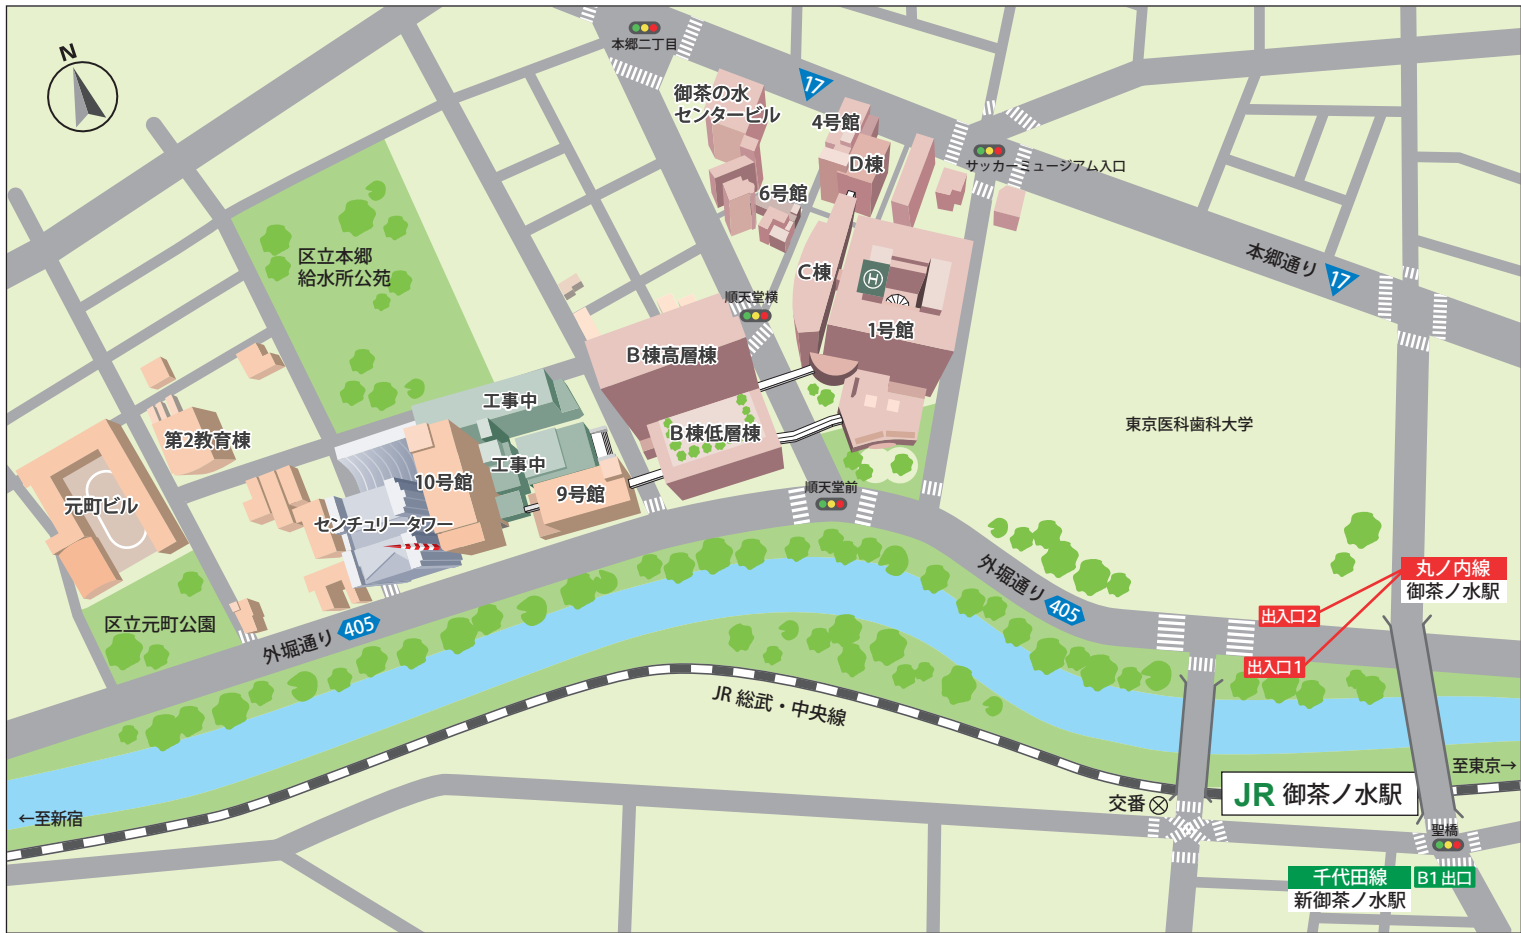 N
本郷二丁目
17
御茶の水
センタービル
4号館
D棟
サッカーミュージアム入口
6号館
区立本郷
給水所公苑
C棟
H
本郷通り
17
順天堂横
1号館
B棟高層棟
工事中
B棟低層棟
東京医科歯科大学
第2教育棟
工事中
10号館
9号館
順天堂前
元町ビル
センチュリータワー
外堀通り
405
丸ノ内線
御茶ノ水駅
出入口2
出入口1
区立元町公園
外堀通り
405
JR 総武・中央線
至東京→
JR 御茶ノ水駅
交番
←至新宿
聖橋
千代田線
新御茶ノ水駅
B1出口